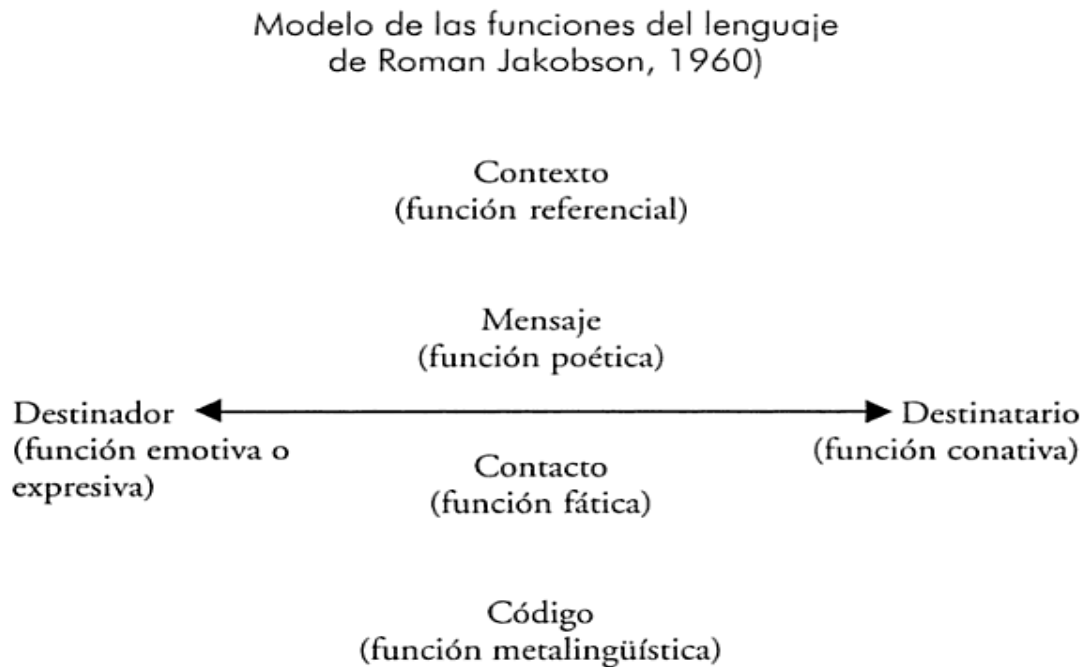 Modelo de las funciones del lenguaje
de Roman Jakobson, 1960)
Contexto
(función referencial)
Mensaje
(función poética)
Destinador
(función emotiva o
expresiva)
Destinatario
(función conativa)
Contacto
(función fática)
Código
(función metalingüística)